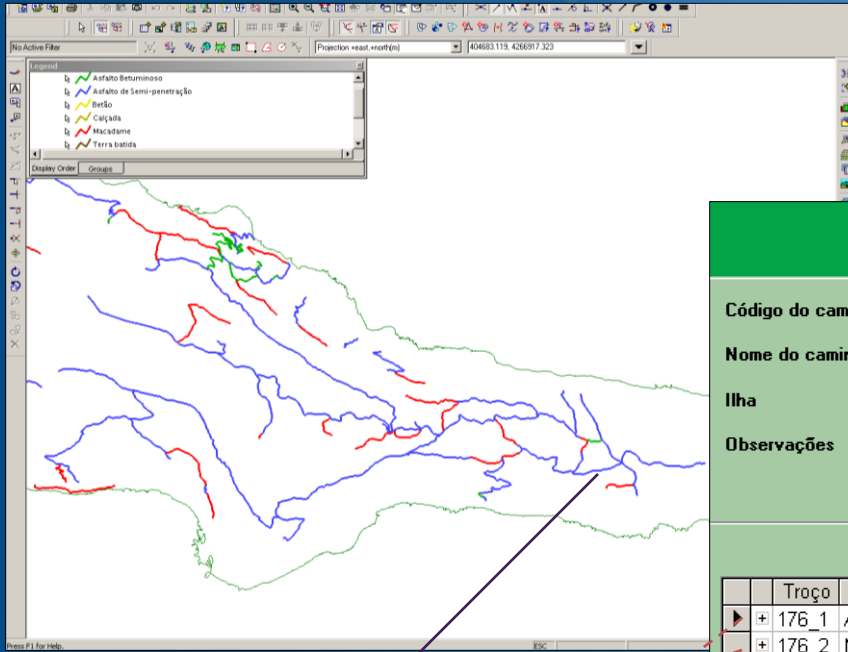 No Active Filter
Projection +east,+north(m)
404683.119, 4266917.323
Legend
Asfalto Betuminoso
Asfalto de Semi-penetração
Betão
Calçada
Macadame
Terra batida
Display Order
Groups
Código do cam
Nome do camin
Ilha
Observações
Troço
176_1
176_2
Press F1 for Help.
ESC